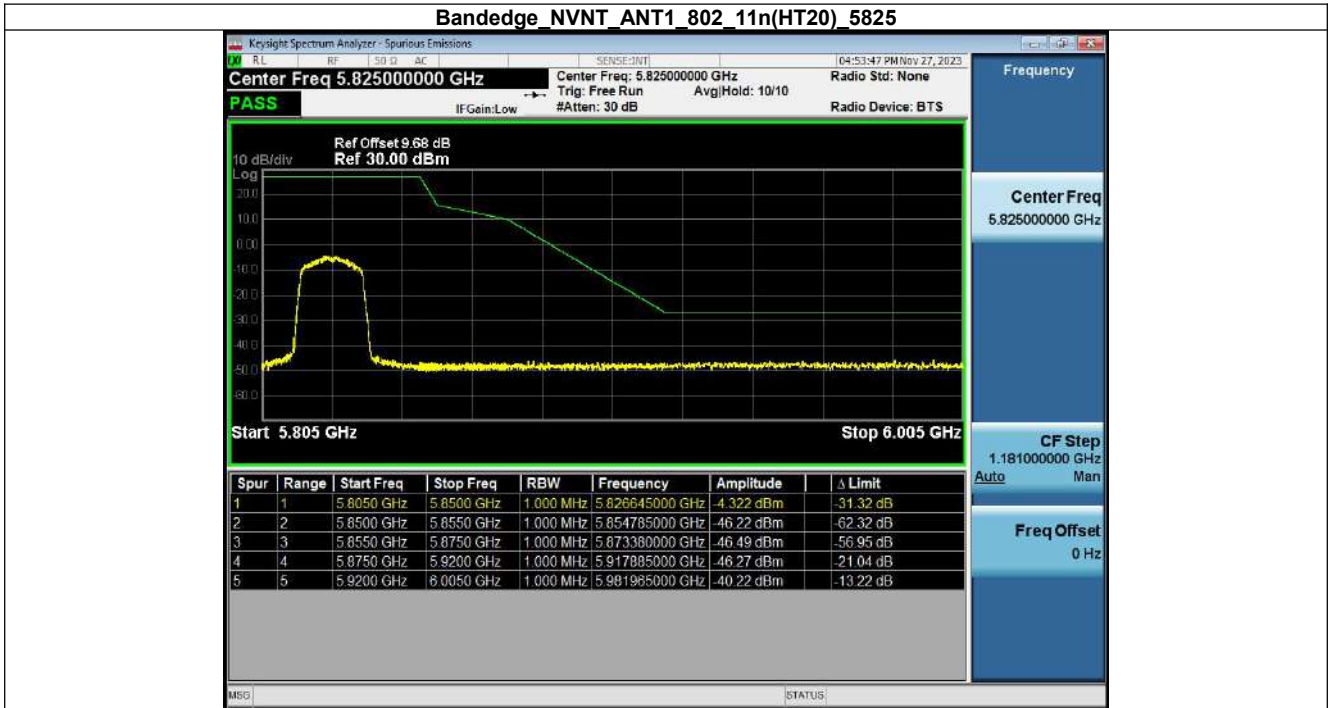 Bandedge_NVNT_ANT1_802_11n(HT20)_5825
Keysight Spectrum Analyzer - Spurious Emissions
RL RF 50 Ω AC SENSE:INT 04:53:47 PM Nov 27, 2023
Center Freq 5.825000000 GHz Center Freq: 5.825000000 GHz Radio Std: None Frequency
Trig: Free Run Avg|Hold: 10/10
PASS IFGain:Low #Atten: 30 dB Radio Device: BTS
Ref Offset 9.68 dB
10 dB/div Ref 30.00 dBm
Log
20.0
10.0
0.00
-10.0
-20.0
-30.0
-40.0
-50.0
-60.0
Start 5.805 GHz Stop 6.005 GHz
Center Freq
5.825000000 GHz
CF Step
1.181000000 GHz
Auto Man
Freq Offset
0 Hz
Spur Range Start Freq Stop Freq RBW Frequency Amplitude Δ Limit
1 1 5.8050 GHz 5.8500 GHz 1.000 MHz 5.826645000 GHz -4.322 dBm -31.32 dB
2 2 5.8500 GHz 5.8550 GHz 1.000 MHz 5.854785000 GHz -46.22 dBm -62.32 dB
3 3 5.8550 GHz 5.8750 GHz 1.000 MHz 5.873380000 GHz -46.49 dBm -56.95 dB
4 4 5.8750 GHz 5.9200 GHz 1.000 MHz 5.917885000 GHz -46.27 dBm -21.04 dB
5 5 5.9200 GHz 6.0050 GHz 1.000 MHz 5.981965000 GHz -40.22 dBm -13.22 dB
MSG STATUS